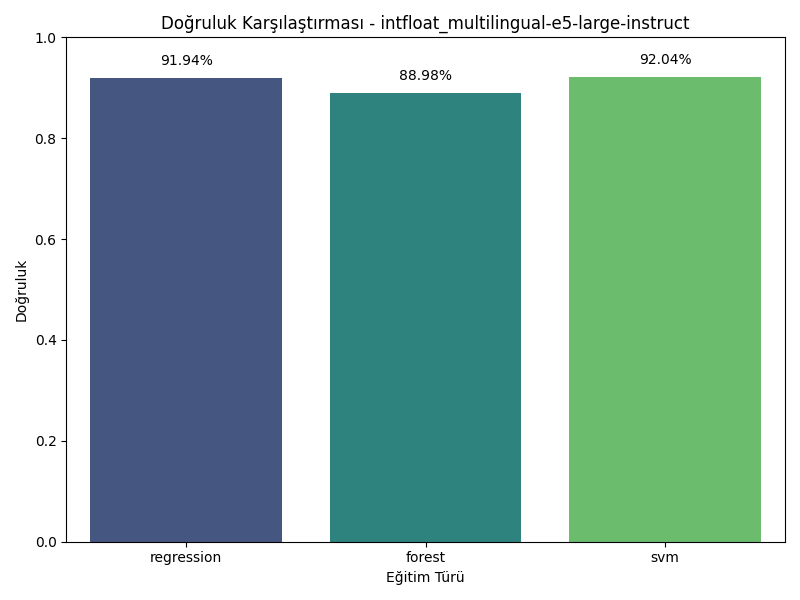 Doğruluk Karşılaştırması - intfloat_multilingual-e5-large-instruct
1.0
91.94%
88.98%
92.04%
0.8
0.6
0.4
0.2
0.0
Doğruluk
regression forest svm
Eğitim Türü